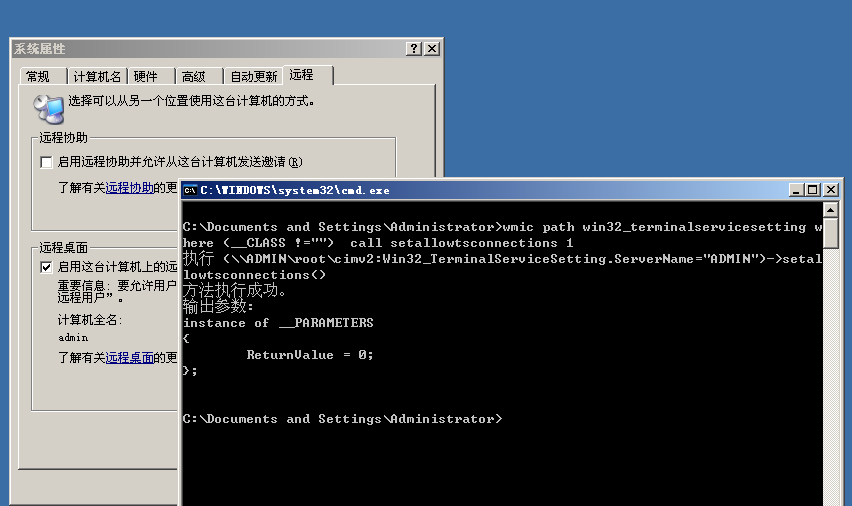 系统属性
常规 计算机名 硬件 高级 自动更新 远程
选择可以从另一个位置使用这台计算机的方式。
远程协助
启用远程协助并允许从这台计算机发送邀请(R)
了解有关远程协助的更
远程桌面
启用这台计算机上的远
重要信息: 要允许用户
远程用户”。
计算机全名:
admin
了解有关远程桌面的更
C:\WINDOWS\system32\cmd.exe
C:\Documents and Settings\Administrator>wmic path win32_terminalservicesetting w
here (__CLASS !="")  call setallowtsconnections 1
执行 (\\ADMIN\root\cimv2:Win32_TerminalServiceSetting.ServerName="ADMIN")->setal
lowtsconnections()
方法执行成功。
输出参数:
instance of __PARAMETERS
{
ReturnValue = 0;
};
C:\Documents and Settings\Administrator>